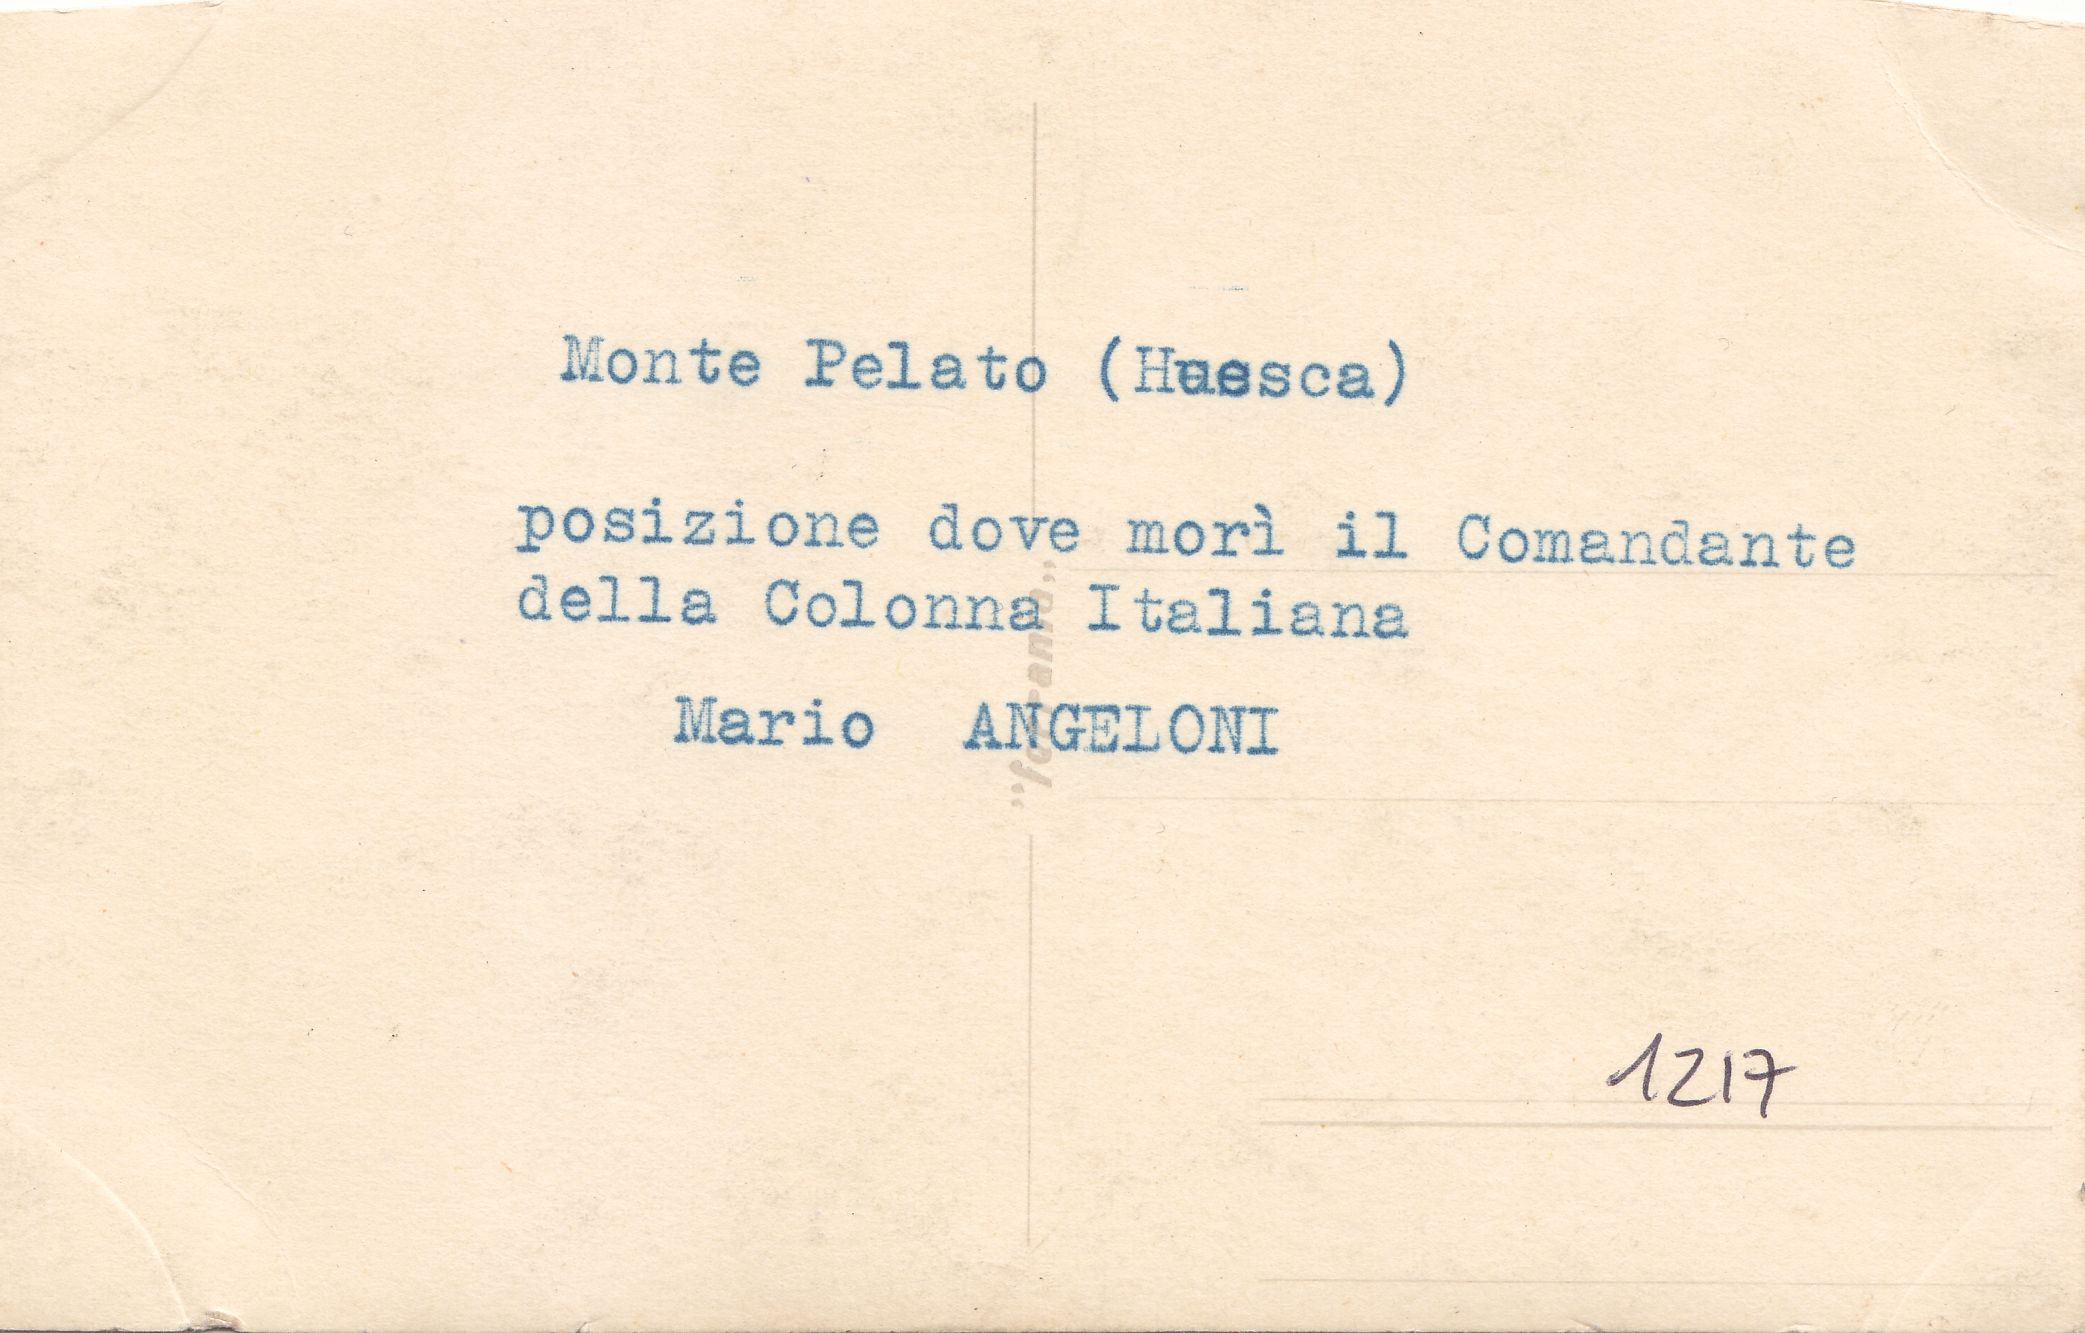 Monte Pelato (Huesca)
posizione dove morì il Comandante
della Colonna Italiana
Mario ANGELONI
1217